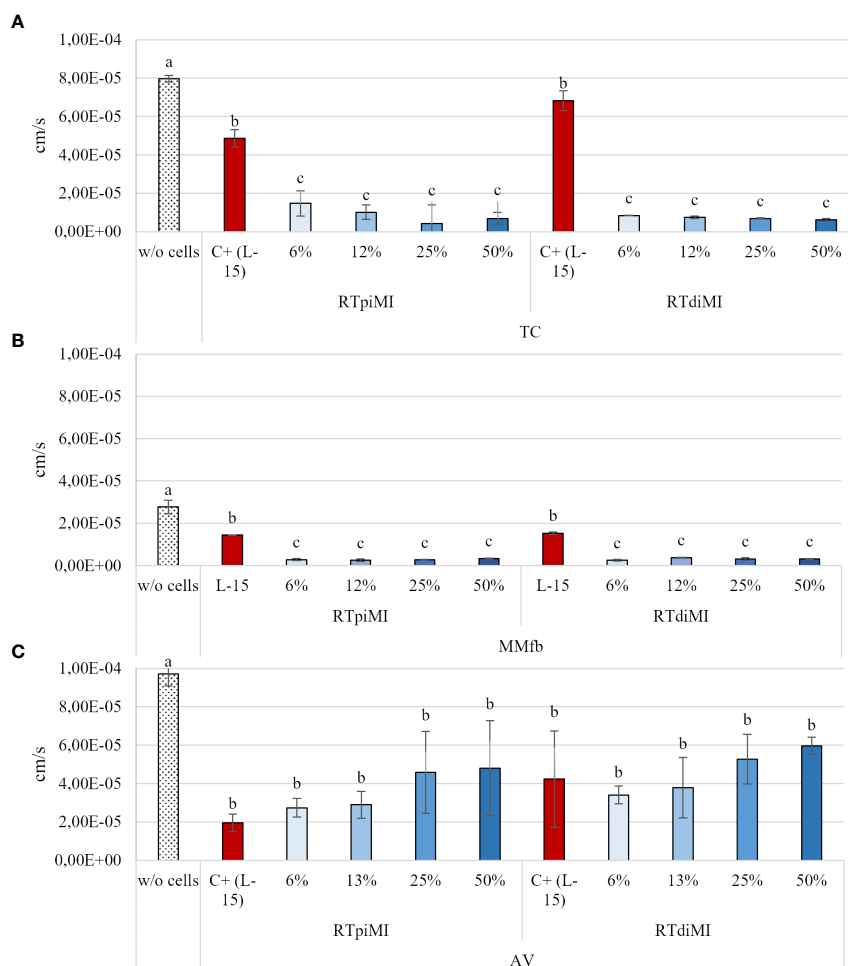 A
1,00E-04
a
8,00E-05
b
b
6,00E-05
cm/s
4,00E-05
c c c c
c c c c
2,00E-05
0,00E+00
w/o cells C+ (L-15) 6% 12% 25% 50% C+ (L-15) 6% 12% 25% 50%
RTpiMI RTdiMI
TC
B
1,00E-04
8,00E-05
6,00E-05
cm/s
4,00E-05
a
b b
2,00E-05
c c c c c c c c
0,00E+00
w/o cells L-15 6% 12% 25% 50% L-15 6% 12% 25% 50%
RTpiMI RTdiMI
MMfb
C
1,00E-04
a
8,00E-05
b b b b b
6,00E-05
cm/s
b b
4,00E-05
b b b
2,00E-05
0,00E+00
w/o cells C+ (L-15) 6% 13% 25% 50% C+ (L-15) 6% 13% 25% 50%
RTpiMI RTdiMI
AV